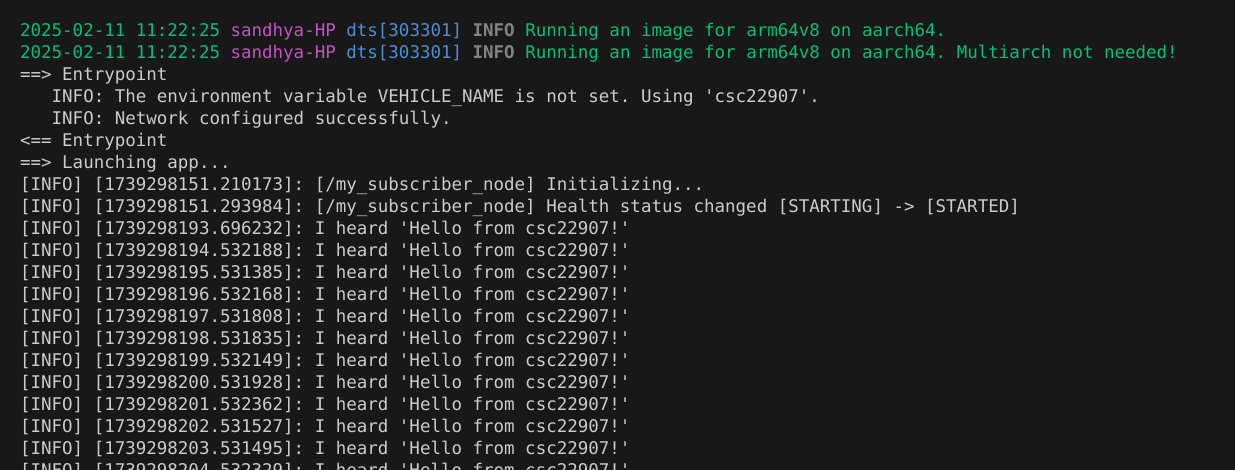 2025-02-11 11:22:25 sandhya-HP dts[303301] INFO Running an image for arm64v8 on aarch64.
2025-02-11 11:22:25 sandhya-HP dts[303301] INFO Running an image for arm64v8 on aarch64. Multiarch not needed!
==> Entrypoint
   INFO: The environment variable VEHICLE_NAME is not set. Using 'csc22907'.
   INFO: Network configured successfully.
<== Entrypoint
==> Launching app...
[INFO] [1739298151.210173]: [/my_subscriber_node] Initializing...
[INFO] [1739298151.293984]: [/my_subscriber_node] Health status changed [STARTING] -> [STARTED]
[INFO] [1739298193.696232]: I heard 'Hello from csc22907!'
[INFO] [1739298194.532188]: I heard 'Hello from csc22907!'
[INFO] [1739298195.531385]: I heard 'Hello from csc22907!'
[INFO] [1739298196.532168]: I heard 'Hello from csc22907!'
[INFO] [1739298197.531808]: I heard 'Hello from csc22907!'
[INFO] [1739298198.531835]: I heard 'Hello from csc22907!'
[INFO] [1739298199.532149]: I heard 'Hello from csc22907!'
[INFO] [1739298200.531928]: I heard 'Hello from csc22907!'
[INFO] [1739298201.532362]: I heard 'Hello from csc22907!'
[INFO] [1739298202.531527]: I heard 'Hello from csc22907!'
[INFO] [1739298203.531495]: I heard 'Hello from csc22907!'
[INFO] [1739298204.532329]: I heard 'Hello from csc22907!'